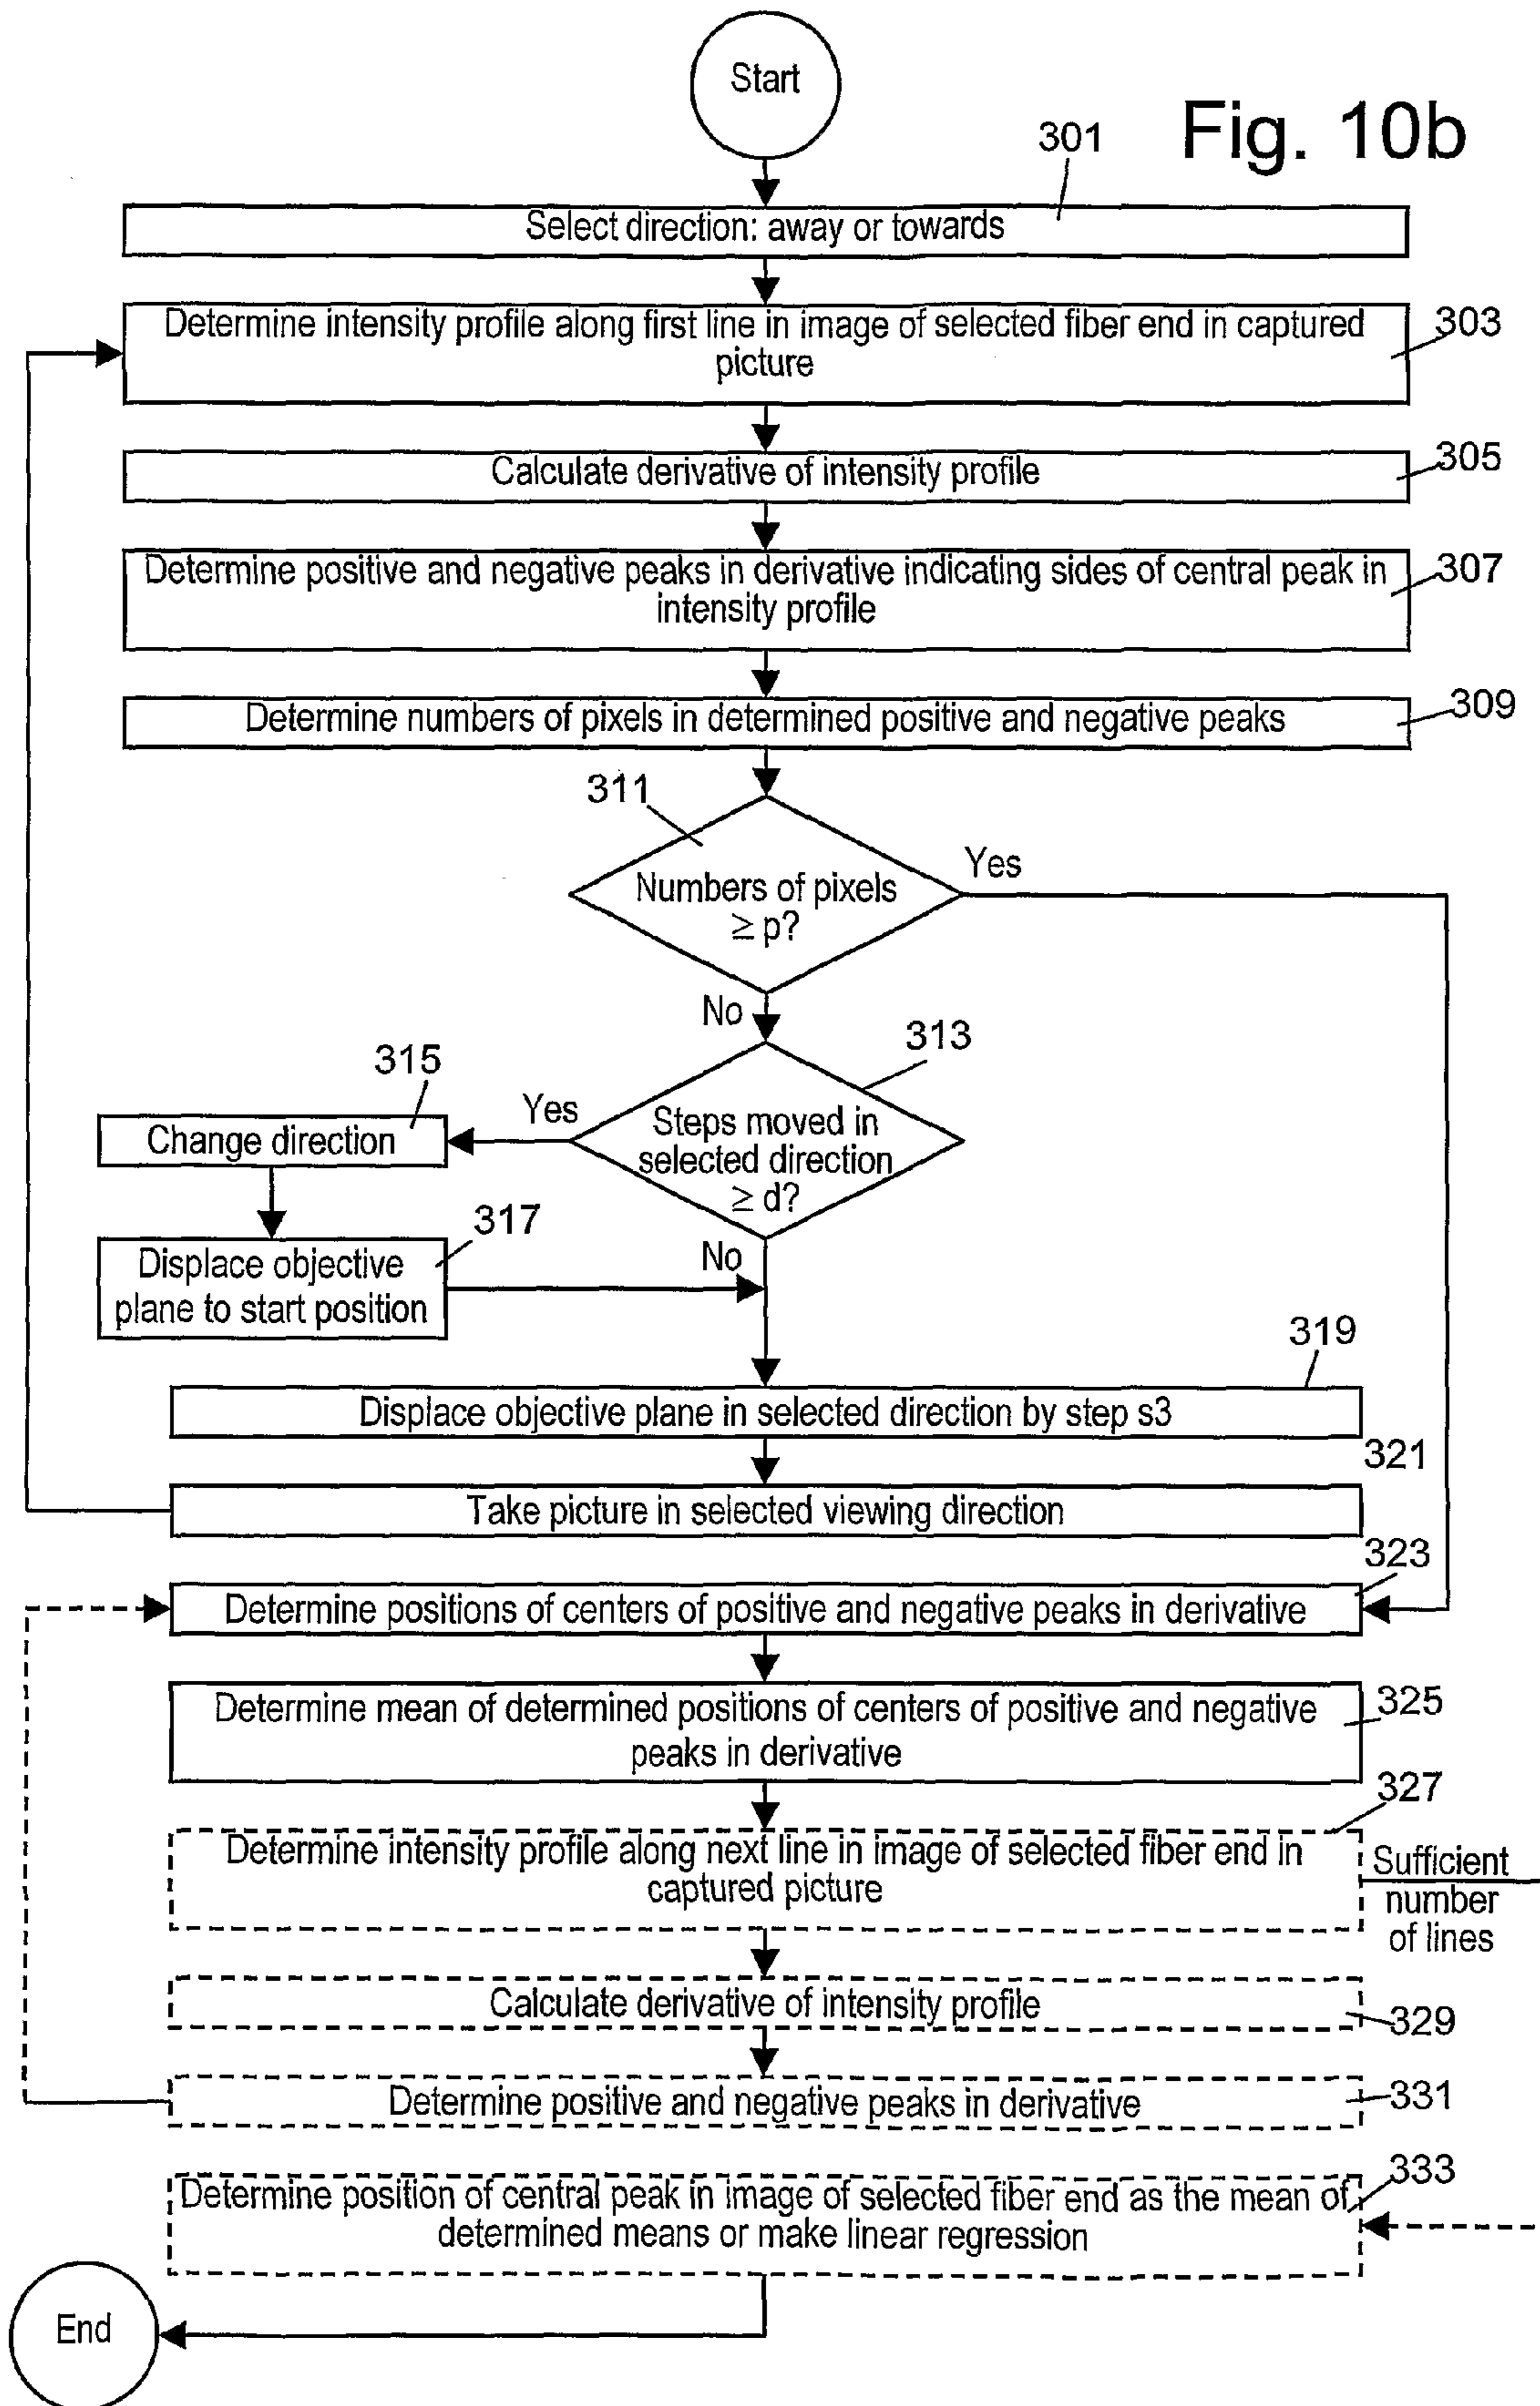 Start
Fig. 10b
301
Select direction: away or towards
Determine intensity profile along first line in image of selected fiber end in captured
picture
303
Calculate derivative of intensity profile
305
Determine positive and negative peaks in derivative indicating sides of central peak in
intensity profile
307
Determine numbers of pixels in determined positive and negative peaks
309
311
Numbers of pixels
≥ p?
Yes
No
313
Steps moved in
selected direction
≥ d?
Yes
315
Change direction
317
Displace objective
plane to start position
No
319
Displace objective plane in selected direction by step s3
321
Take picture in selected viewing direction
323
Determine positions of centers of positive and negative peaks in derivative
Determine mean of determined positions of centers of positive and negative
peaks in derivative
325
327
Determine intensity profile along next line in image of selected fiber end in
captured picture
Sufficient
number
of lines
Calculate derivative of intensity profile
329
Determine positive and negative peaks in derivative
331
333
Determine position of central peak in image of selected fiber end as the mean of
determined means or make linear regression
End